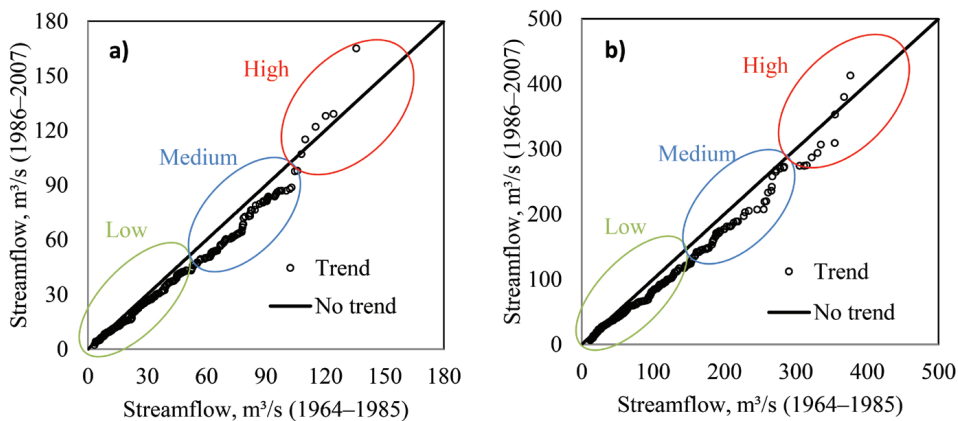 a)
High
Medium
Low
Trend
No trend
180
150
120
90
60
30
0
0 30 60 90 120 150 180
Streamflow, m³/s (1986–2007)
Streamflow, m³/s (1964–1985)
b)
High
Medium
Low
Trend
No trend
500
400
300
200
100
0
0 100 200 300 400 500
Streamflow, m³/s (1986–2007)
Streamflow, m³/s (1964–1985)